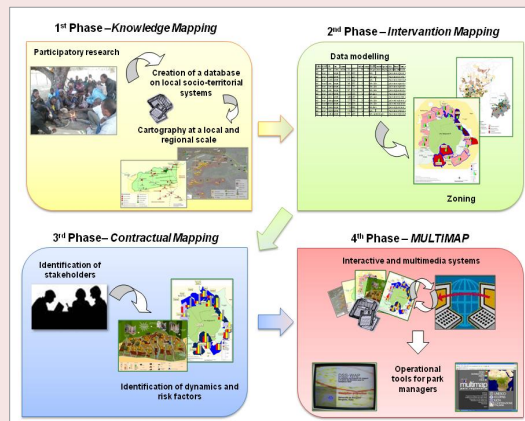 1st Phase – Knowledge Mapping
Participatory research
Creation of a database
on local socio-territorial
systems
Cartography at a local and
regional scale
2nd Phase – Intervantion Mapping
Data modelling
Zoning
3rd Phase – Contractual Mapping
Identification of
stakeholders
Identification of dynamics and
risk factors
4th Phase – MULTIMAP
Interactive and multimedia systems
Operational
tools for park
managers
multimap